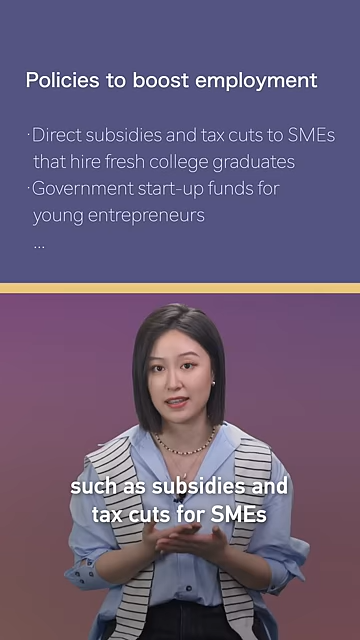 Policies to boost employment
·Direct subsidies and tax cuts to SMEs
that hire fresh college graduates
·Government start-up funds for
young entrepreneurs
...
such as subsidies and
tax cuts for SMEs